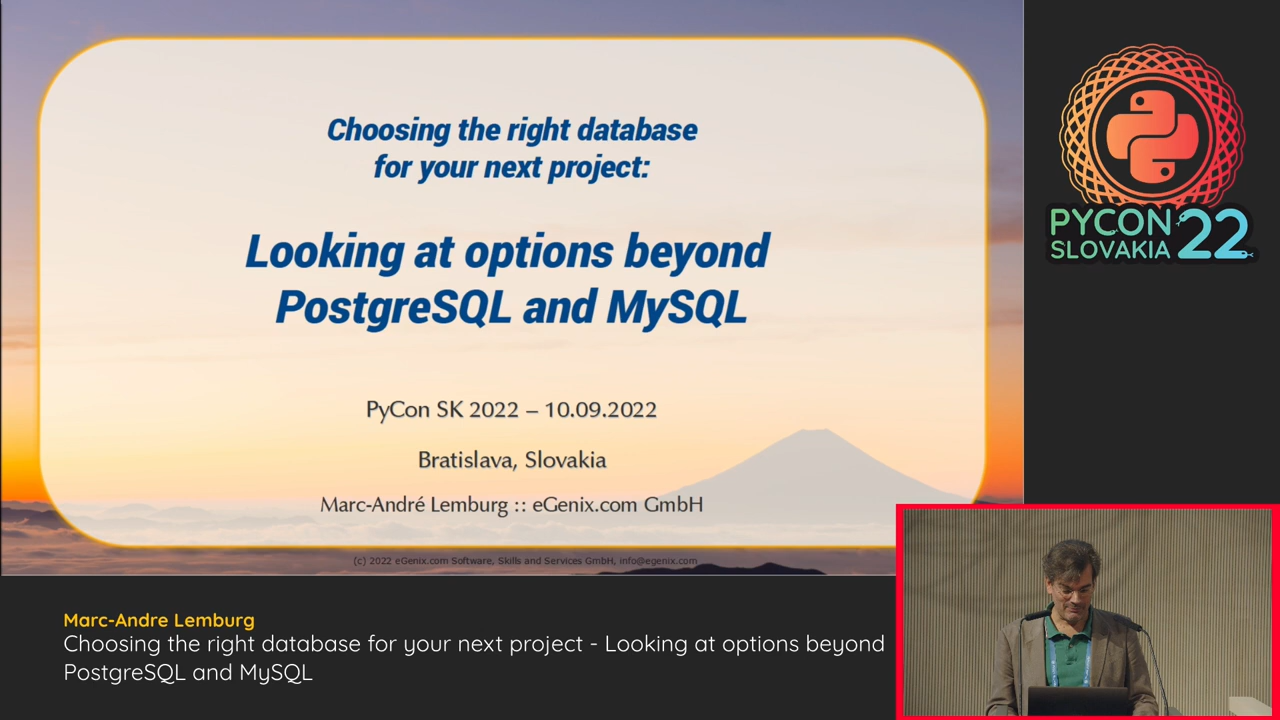 Choosing the right database
for your next project:
Looking at options beyond
PostgreSQL and MySQL
PyCon SK 2022 – 10.09.2022
Bratislava, Slovakia
Marc-André Lemburg :: eGenix.com GmbH
(c) 2022 eGenix.com Software, Skills and Services GmbH, info@egenix.com
PYCON
SLOVAKIA 22
Marc-Andre Lemburg
Choosing the right database for your next project - Looking at options beyond
PostgreSQL and MySQL